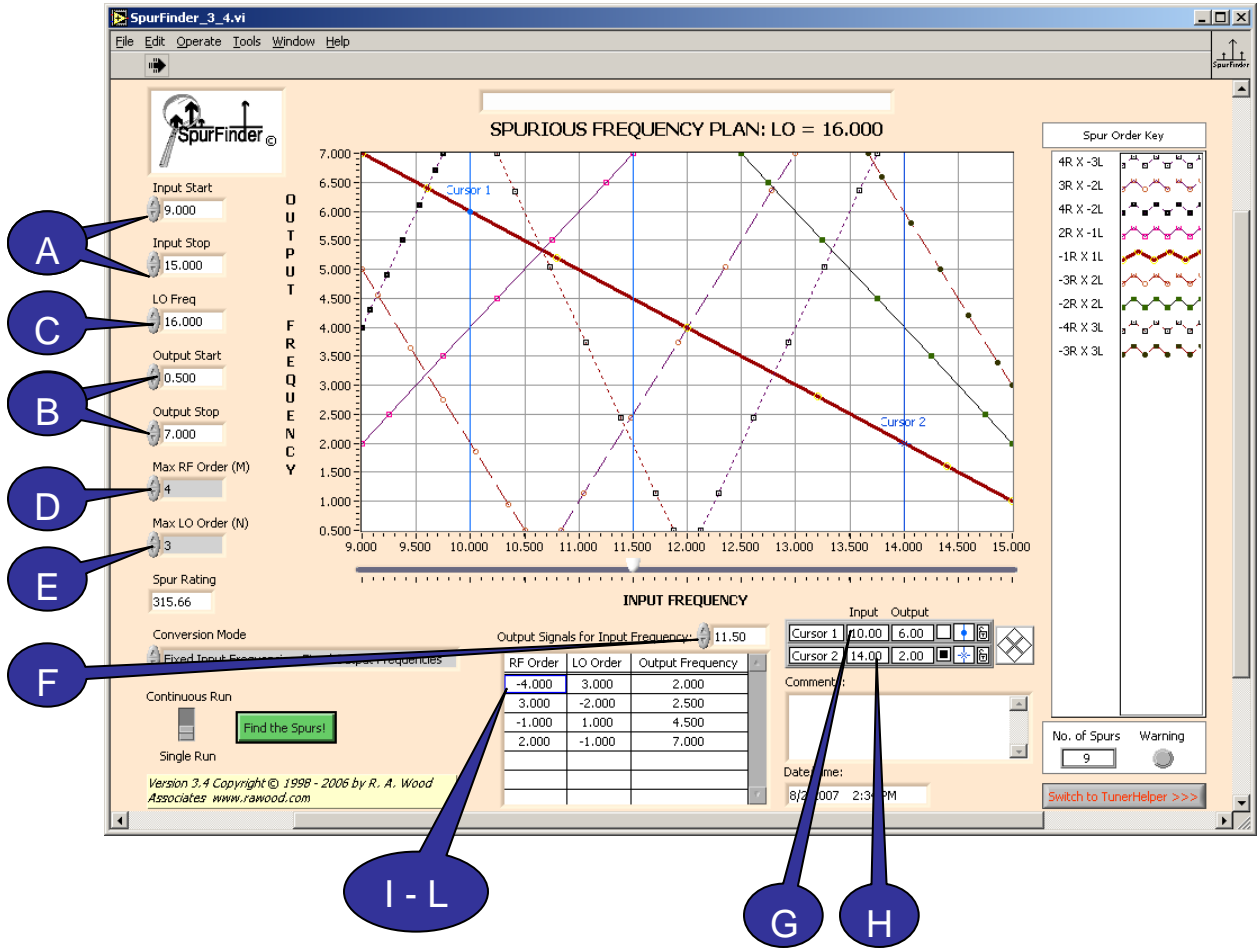 SpurFinder_3_4.vi
File Edit Operate Tools Window Help
SpurFinder
SpurFinder ©
SPURIOUS FREQUENCY PLAN: LO = 16.000
Spur Order Key
4R X -3L
3R X -2L
4R X -2L
2R X -1L
-1R X 1L
-3R X 2L
-2R X 2L
-4R X 3L
-3R X 3L
Input Start
9.000
Input Stop
15.000
LO Freq
16.000
Output Start
0.500
Output Stop
7.000
Max RF Order (M)
4
Max LO Order (N)
3
Spur Rating
315.66
Conversion Mode
Continuous Run
Single Run
Find the Spurs!
Version 3.4 Copyright © 1998 - 2006 by R. A. Wood
Associates www.rawood.com
A
C
B
D
E
F
OUTPUT FREQUENCY
7.000
6.500
6.000
5.500
5.000
4.500
4.000
3.500
3.000
2.500
2.000
1.500
1.000
0.500
Cursor 1
Cursor 2
9.000 9.500 10.000 10.500 11.000 11.500 12.000 12.500 13.000 13.500 14.000 14.500 15.000
INPUT FREQUENCY
Output Signals for Input Frequency: 11.50
RF Order LO Order Output Frequency
-4.000 3.000 2.000
3.000 -2.000 2.500
-1.000 1.000 4.500
2.000 -1.000 7.000
Input Output
Cursor 1 10.00 6.00
Cursor 2 14.00 2.00
Comments:
No. of Spurs Warning
9
2007 2:34 PM
Switch to TunerHelper >>>
I - L
G
H